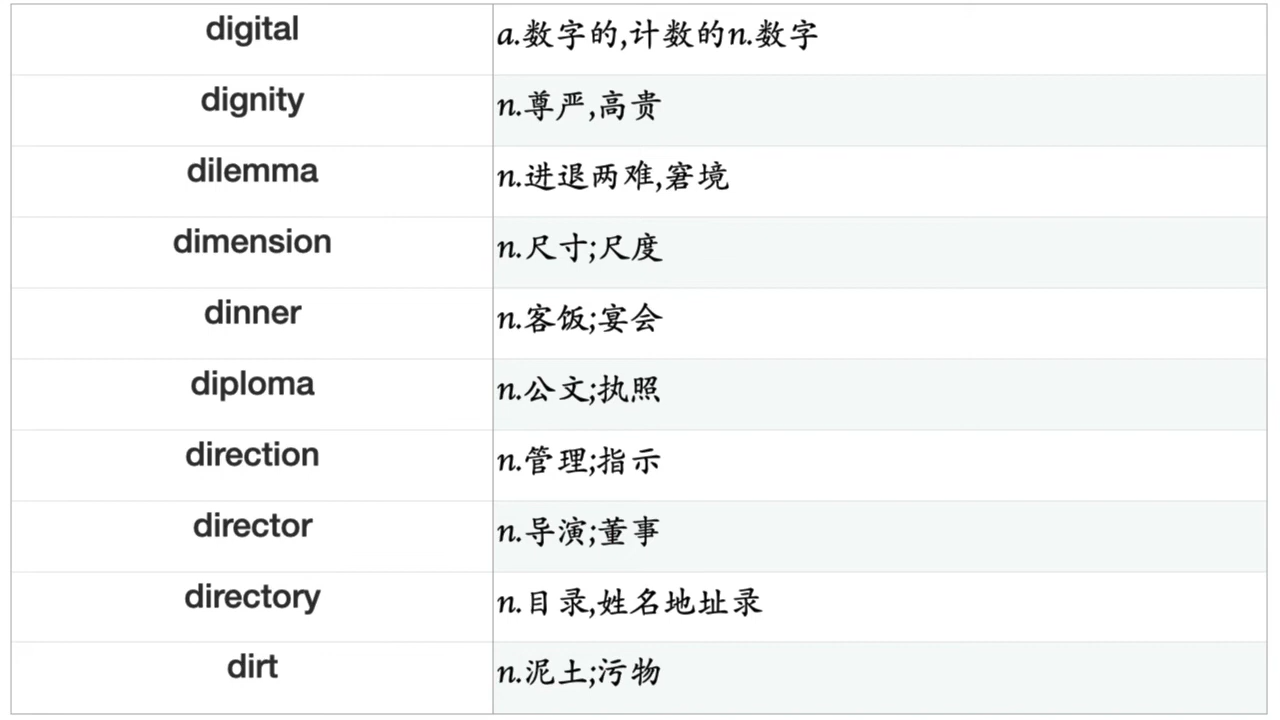 digital a.数字的,计数的n.数字
dignity n.尊严,高贵
dilemma n.进退两难,窘境
dimension n.尺寸;尺度
dinner n.客饭;宴会
diploma n.公文;执照
direction n.管理;指示
director n.导演;董事
directory n.目录,姓名地址录
dirt n.泥土;污物